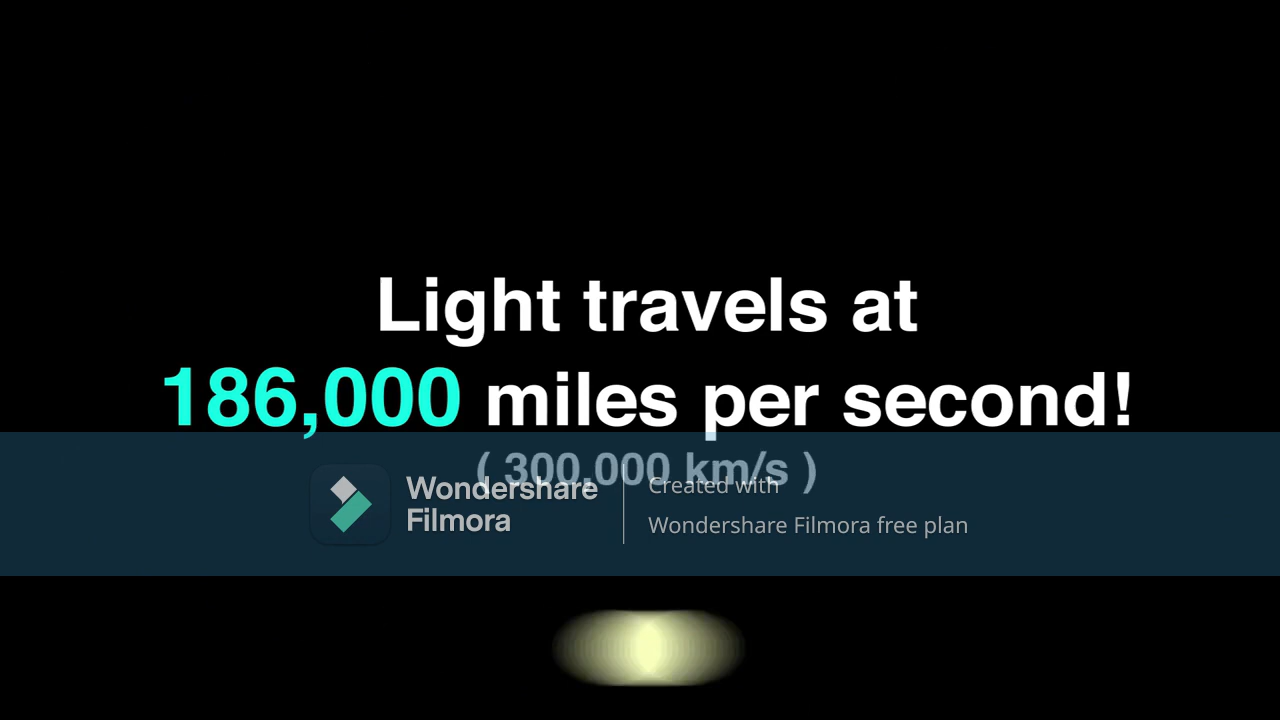 Light travels at
186,000 miles per second!
( 300,000 km/s )
Wondershare
Filmora
Created with
Wondershare Filmora free plan